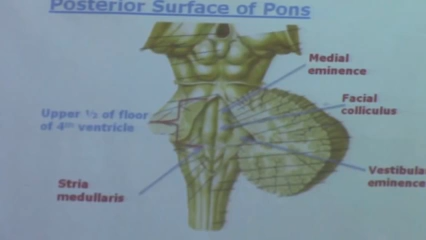 Posterior Surface of Pons
Medial
eminence
Facial
colliculus
Upper ½ of floor
of 4th ventricle
Vestibular
eminence
Stria
medullaris